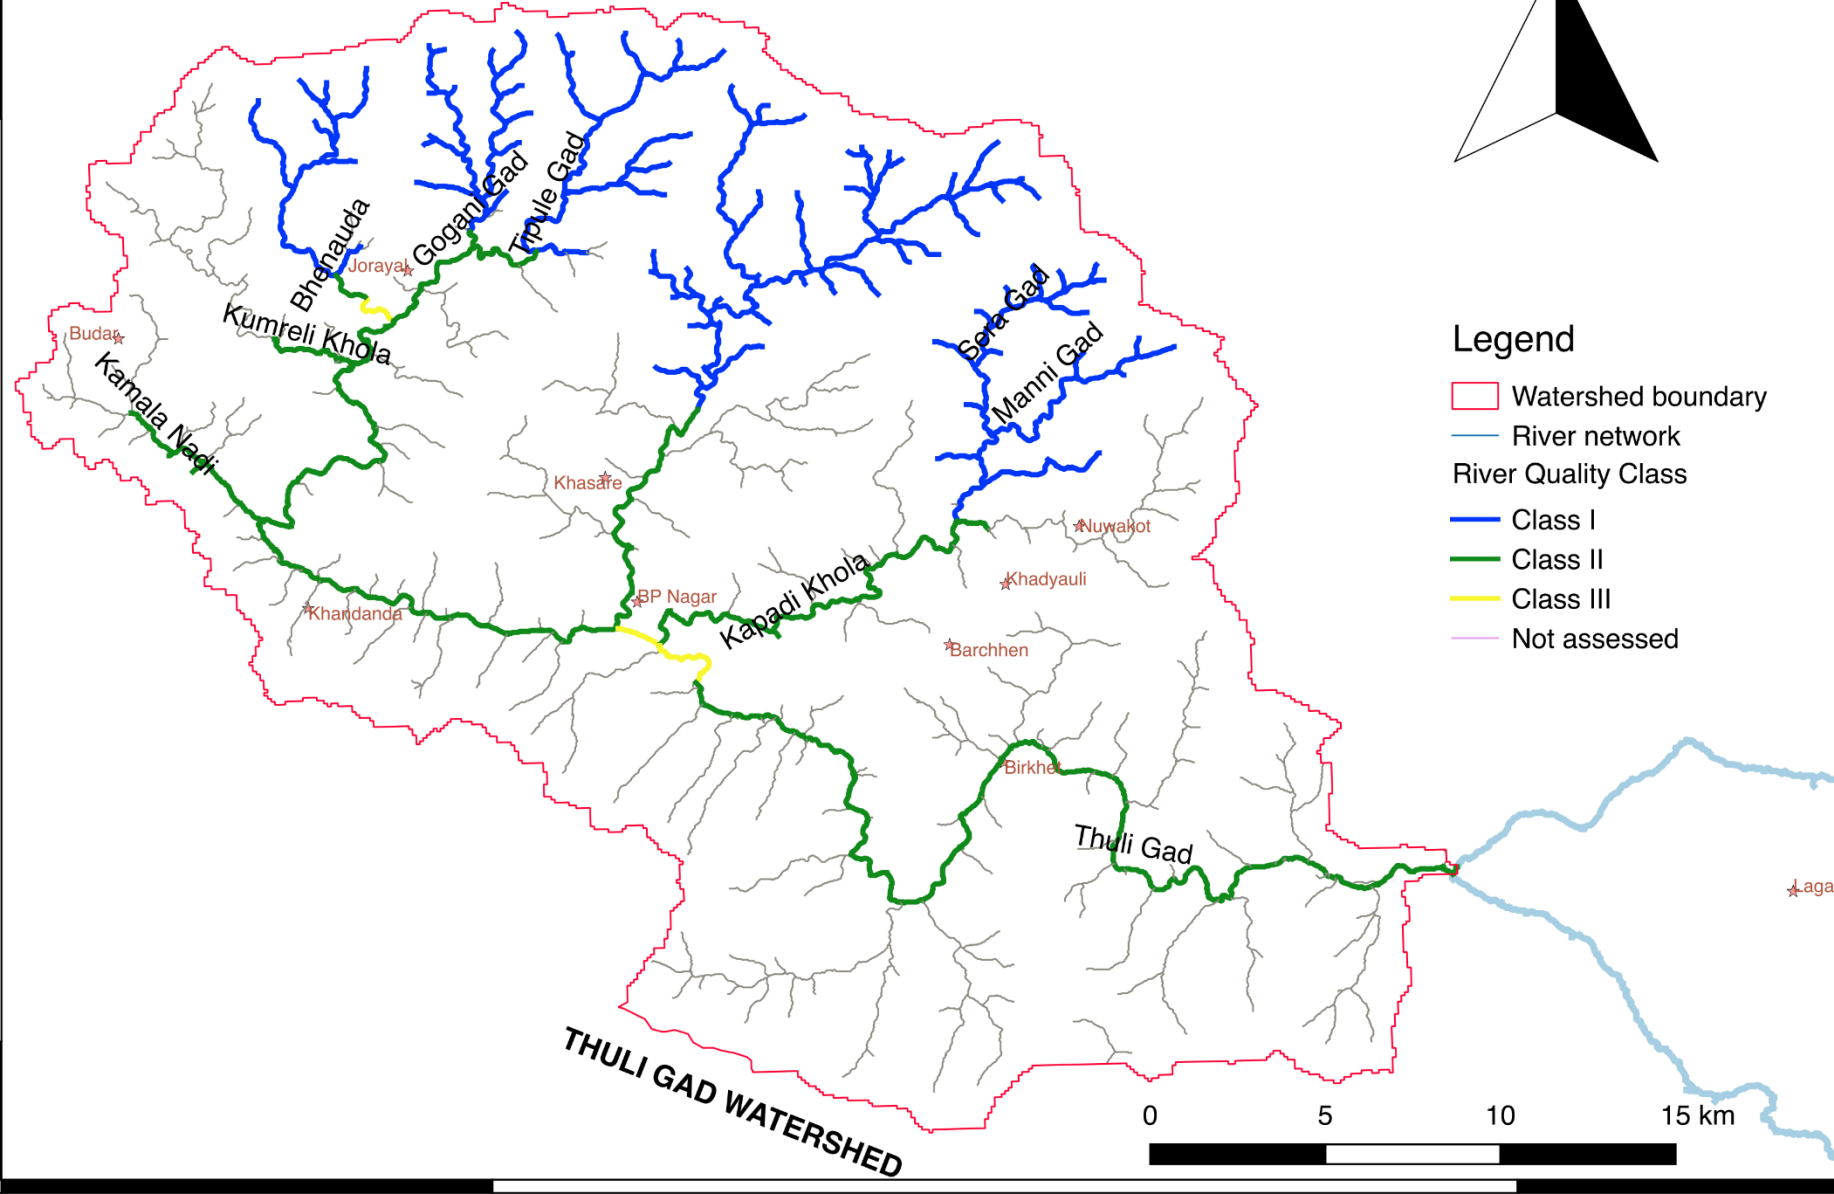 Bhenauda
Gogani Gad
Tipule Gad
Jorayal
Kumreli Khola
Budar
Kamala Nadi
Sora Gad
Manni Gad
Khasare
Nuwakot
Khadyauli
BP Nagar
Kapadi Khola
Khandanda
Barchhen
Birkhet
Thuli Gad
Laga
THULI GAD WATERSHED
Legend
Watershed boundary
River network
River Quality Class
Class I
Class II
Class III
Not assessed
0 5 10 15 km